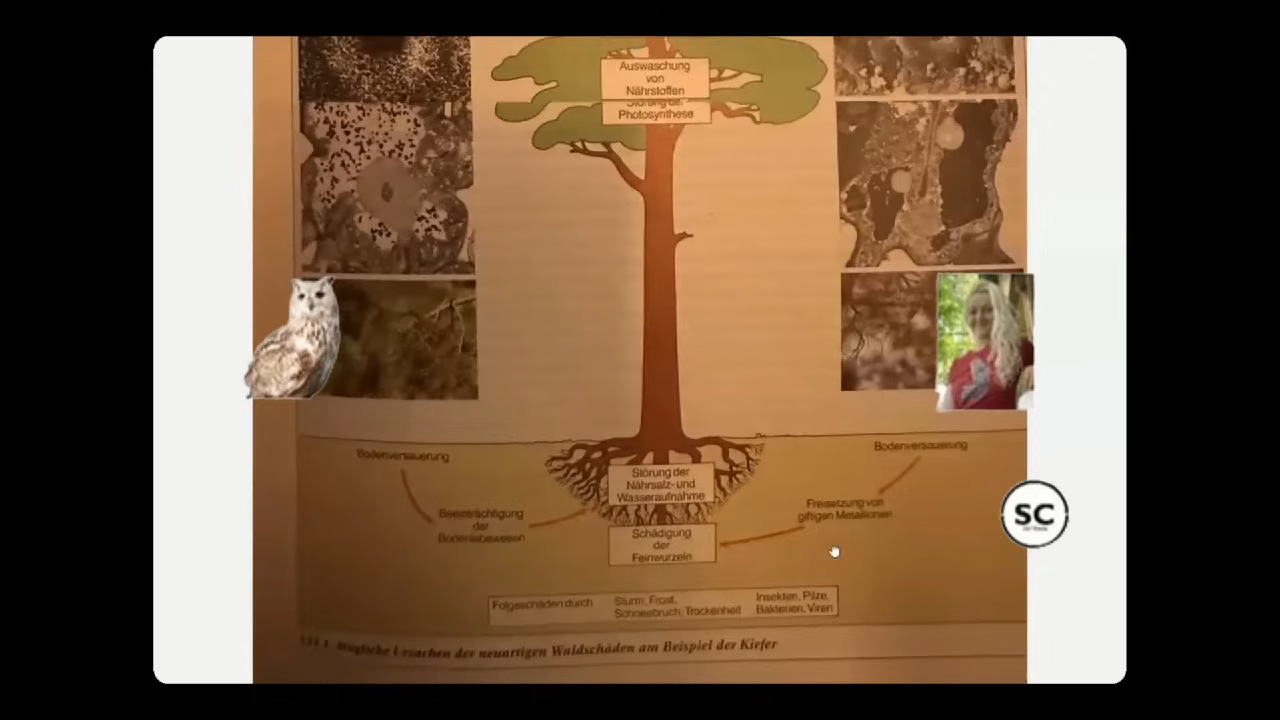 Auswaschung
von
Nährstoffen
Störung der
Photosynthese
Bodenversauerung
Bodenversauerung
Störung der
Nährsalz- und
Wasseraufnahme
Beeinträchtigung
der
Bodenlebewesen
Freisetzung von
giftigen Metallionen
Schädigung
der
Feinwurzeln
Folgeschäden durch
Sturm, Frost,
Schneebruch, Trockenheit
Insekten, Pilze,
Bakterien, Viren
Mögliche Ursachen der neuartigen Waldschäden am Beispiel der Kiefer
SC